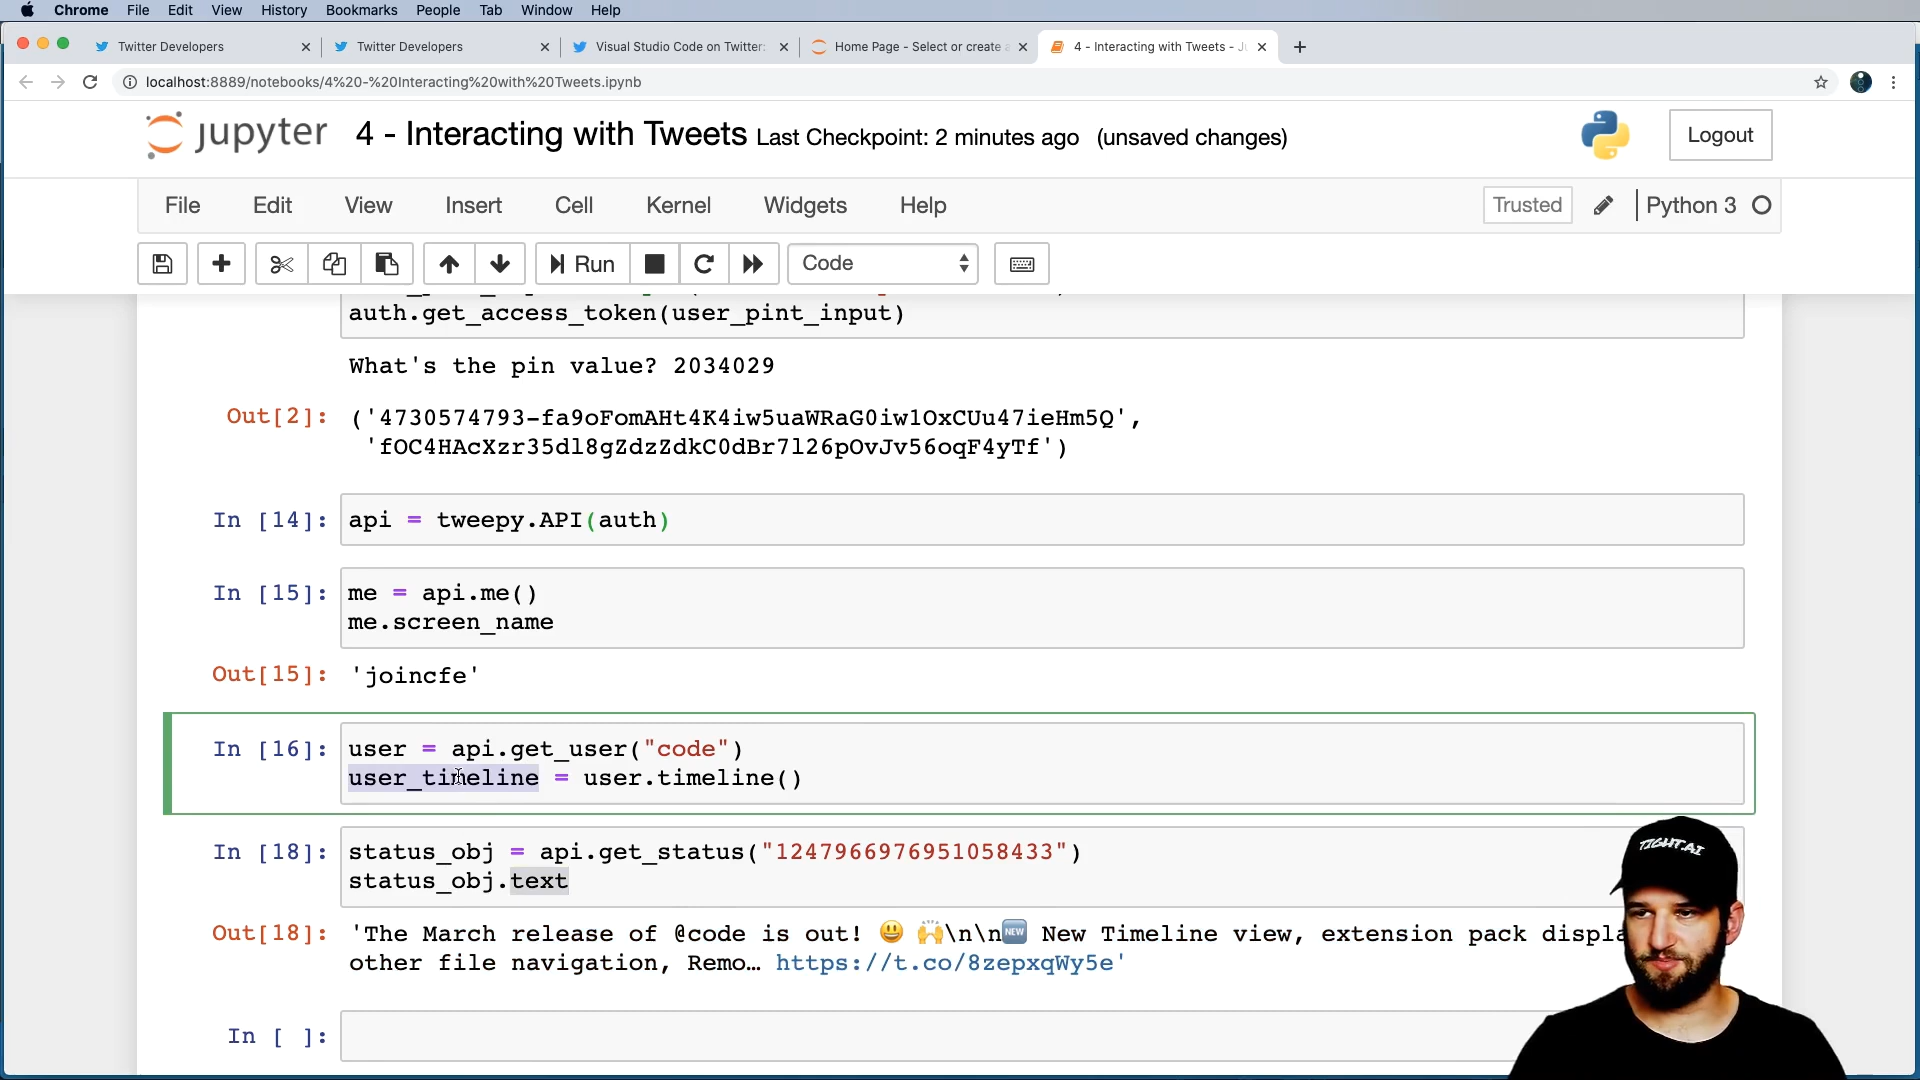 Chrome File Edit View History Bookmarks People Tab Window Help
Twitter Developers
Twitter Developers
Visual Studio Code on Twitter:
Home Page - Select or create a
4 - Interacting with Tweets - Ju
localhost:8889/notebooks/4%20-%20Interacting%20with%20Tweets.ipynb
jupyter 4 - Interacting with Tweets Last Checkpoint: 2 minutes ago (unsaved changes)
Logout
File Edit View Insert Cell Kernel Widgets Help
Trusted
Python 3
Run
Code
auth.get_access_token(user_pint_input)
What's the pin value? 2034029
Out[2]: ('4730574793-fa9oFomAHt4K4iw5uaWRaG0iw1OxCUu47ieHm5Q',
'fOC4HAcXzr35dl8gZdzZdkC0dBr7l26pOvJv56oqF4yTf')
In [14]: api = tweepy.API(auth)
In [15]: me = api.me()
me.screen_name
Out[15]: 'joincfe'
In [16]: user = api.get_user("code")
user_timeline = user.timeline()
In [18]: status_obj = api.get_status("1247966976951058433")
status_obj.text
Out[18]: 'The March release of @code is out! 😃 🙌\n\n🆕 New Timeline view, extension pack displa
other file navigation, Remo… https://t.co/8zepxqWy5e'
In [ ]:
TIGHT.AI